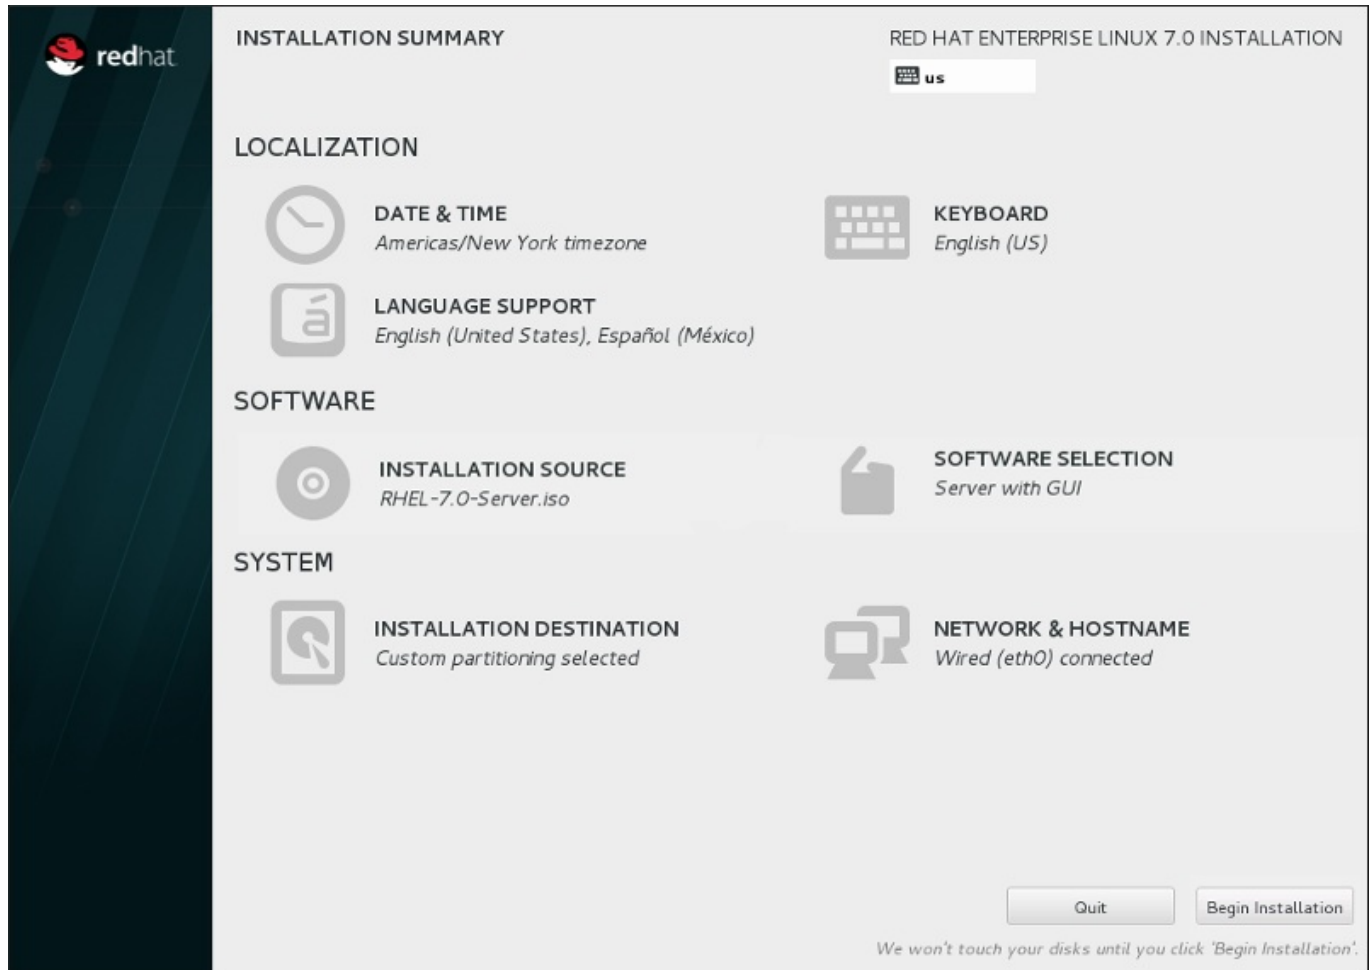 redhat
INSTALLATION SUMMARY
RED HAT ENTERPRISE LINUX 7.0 INSTALLATION
us
LOCALIZATION
DATE & TIME
Americas/New York timezone
KEYBOARD
English (US)
á
LANGUAGE SUPPORT
English (United States), Español (México)
SOFTWARE
INSTALLATION SOURCE
RHEL-7.0-Server.iso
SOFTWARE SELECTION
Server with GUI
SYSTEM
INSTALLATION DESTINATION
Custom partitioning selected
NETWORK & HOSTNAME
Wired (eth0) connected
Quit
Begin Installation
We won't touch your disks until you click 'Begin Installation'.